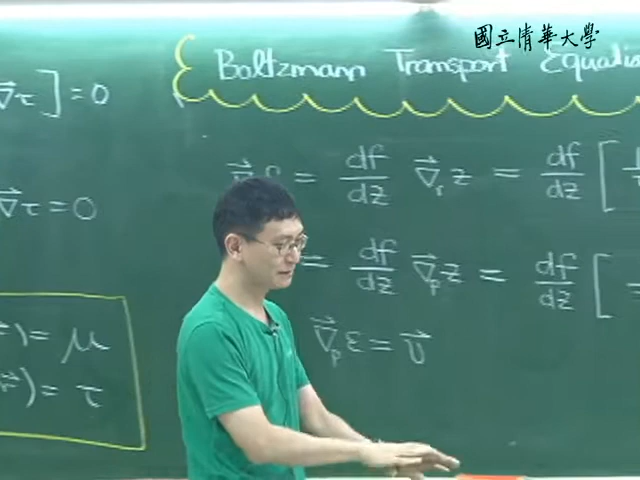 國立清華大學
Boltzmann Transport Equation
∇⃗τ ] = 0
= df/dz ∇⃗ᵣz = df/dz [
∇⃗τ = 0
= df/dz ∇⃗ₚz = df/dz [
∇⃗ₚε = v⃗
) = μ
) = τ